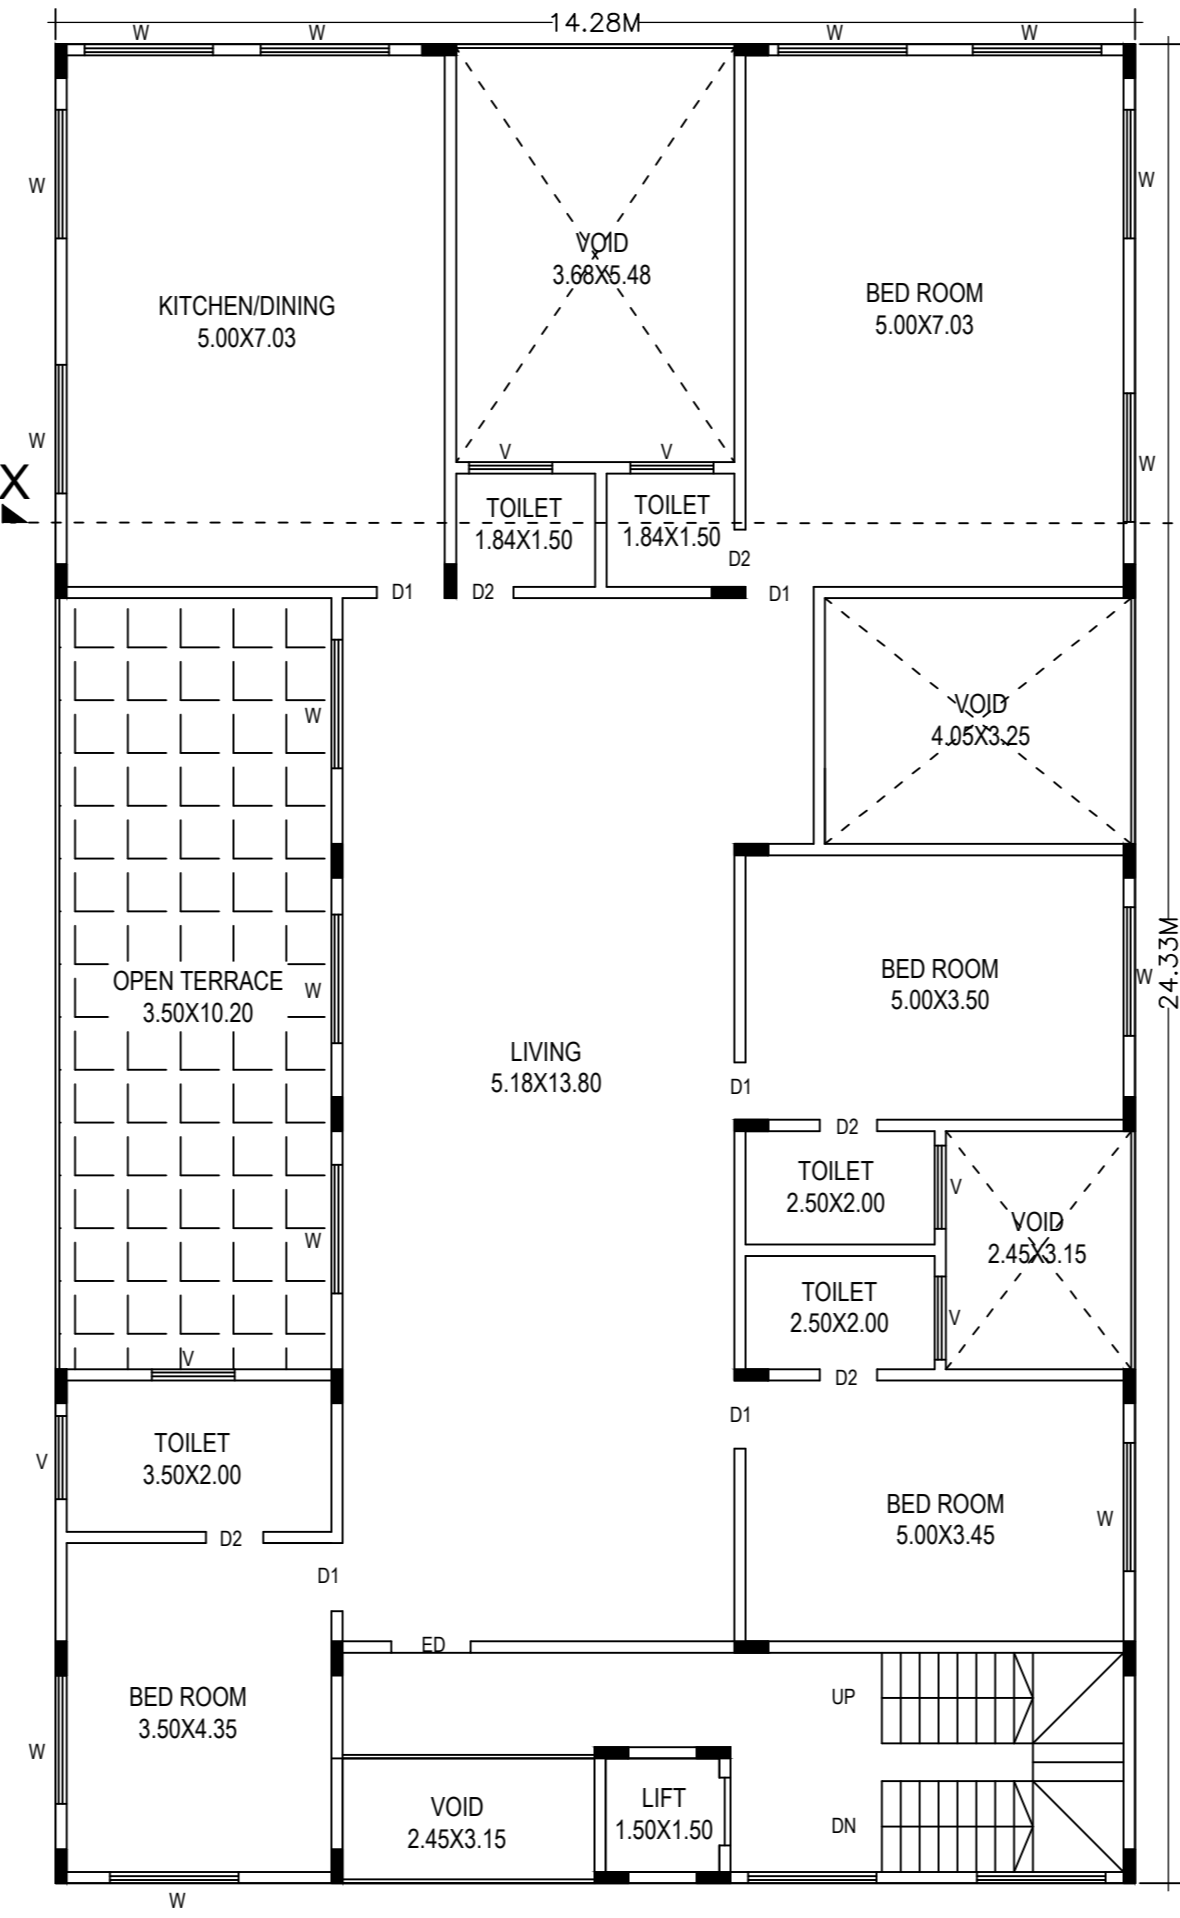 14.28M
W
W
W
W
W
W
VOID
3.68X5.48
BED ROOM
5.00X7.03
KITCHEN/DINING
5.00X7.03
W
V
V
W
X
TOILET
1.84X1.50
TOILET
1.84X1.50
D2
D1
D2
D1
W
VOID
4.05X3.25
24.33M
OPEN TERRACE
3.50X10.20
W
BED ROOM
5.00X3.50
W
LIVING
5.18X13.80
D1
D2
TOILET
2.50X2.00
V
VOID
2.45X3.15
W
TOILET
2.50X2.00
V
V
D2
D1
TOILET
3.50X2.00
V
BED ROOM
5.00X3.45
W
D2
D1
ED
BED ROOM
3.50X4.35
UP
W
VOID
2.45X3.15
LIFT
1.50X1.50
DN
W